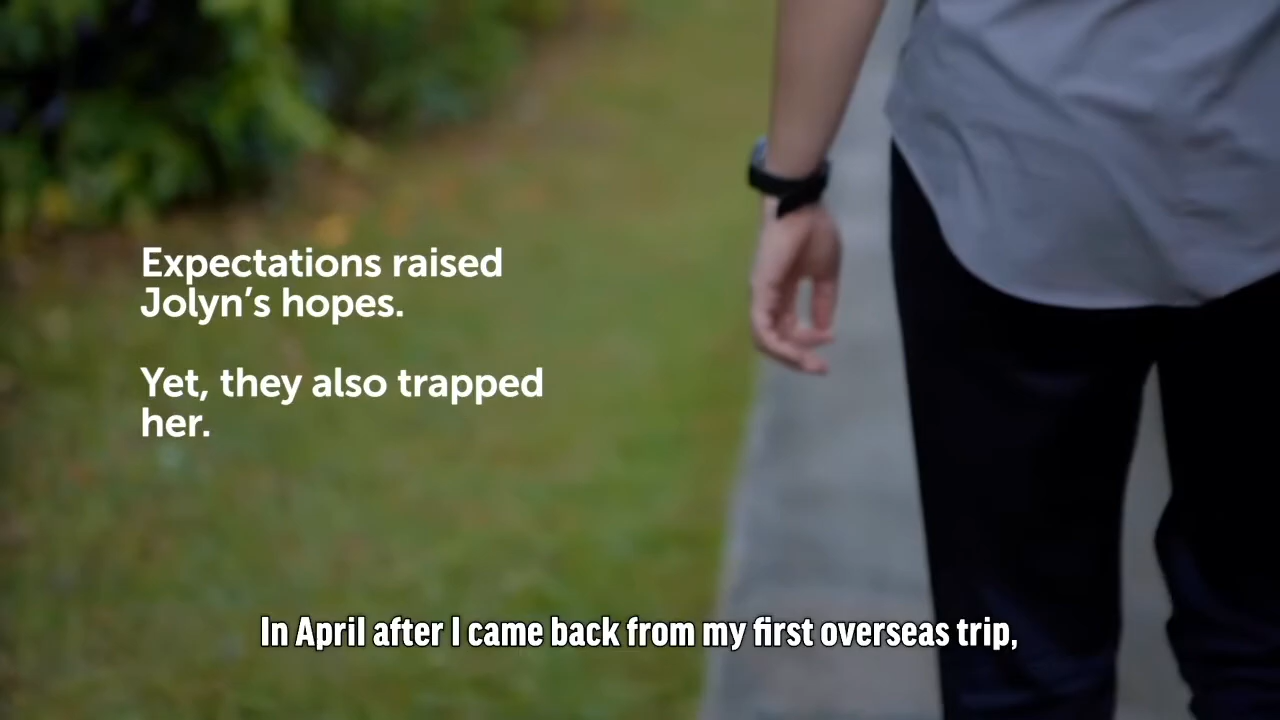 Expectations raised
Jolyn's hopes.
Yet, they also trapped
her.
In April after I came back from my first overseas trip,